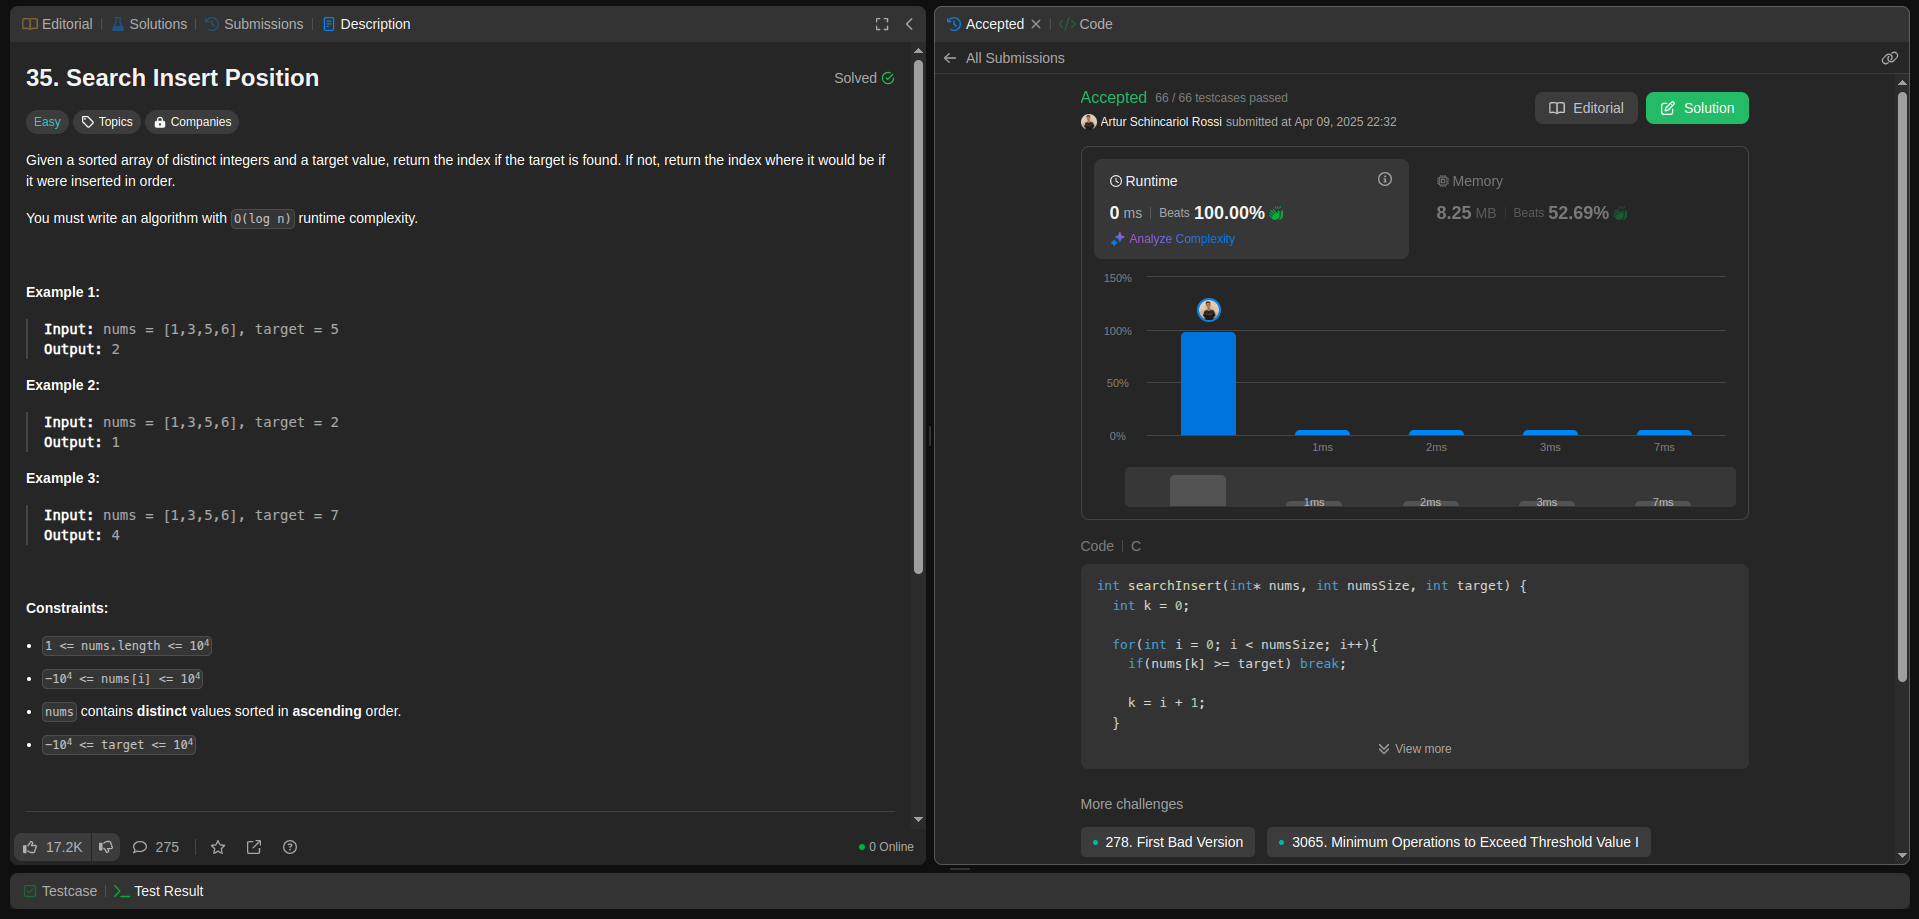 Editorial | Solutions | Submissions | Description
35. Search Insert Position
Solved
Easy Topics Companies
Given a sorted array of distinct integers and a target value, return the index if the target is found. If not, return the index where it would be if
it were inserted in order.
You must write an algorithm with O(log n) runtime complexity.
Example 1:
Input: nums = [1,3,5,6], target = 5
Output: 2
Example 2:
Input: nums = [1,3,5,6], target = 2
Output: 1
Example 3:
Input: nums = [1,3,5,6], target = 7
Output: 4
Constraints:
• 1 <= nums.length <= 10⁴
• −10⁴ <= nums[i] <= 10⁴
• nums contains distinct values sorted in ascending order.
• −10⁴ <= target <= 10⁴
17.2K 275
0 Online
Accepted | </> Code
All Submissions
Accepted 66 / 66 testcases passed
Artur Schincariol Rossi submitted at Apr 09, 2025 22:32
Editorial Solution
Runtime
0 ms | Beats 100.00%
Analyze Complexity
Memory
8.25 MB | Beats 52.69%
150%
100%
50%
0%
1ms 2ms 3ms 7ms
1ms 2ms 3ms 7ms
Code | C
int searchInsert(int* nums, int numsSize, int target) {
int k = 0;
for(int i = 0; i < numsSize; i++){
if(nums[k] >= target) break;
k = i + 1;
}
View more
More challenges
278. First Bad Version
3065. Minimum Operations to Exceed Threshold Value I
Testcase | >_ Test Result